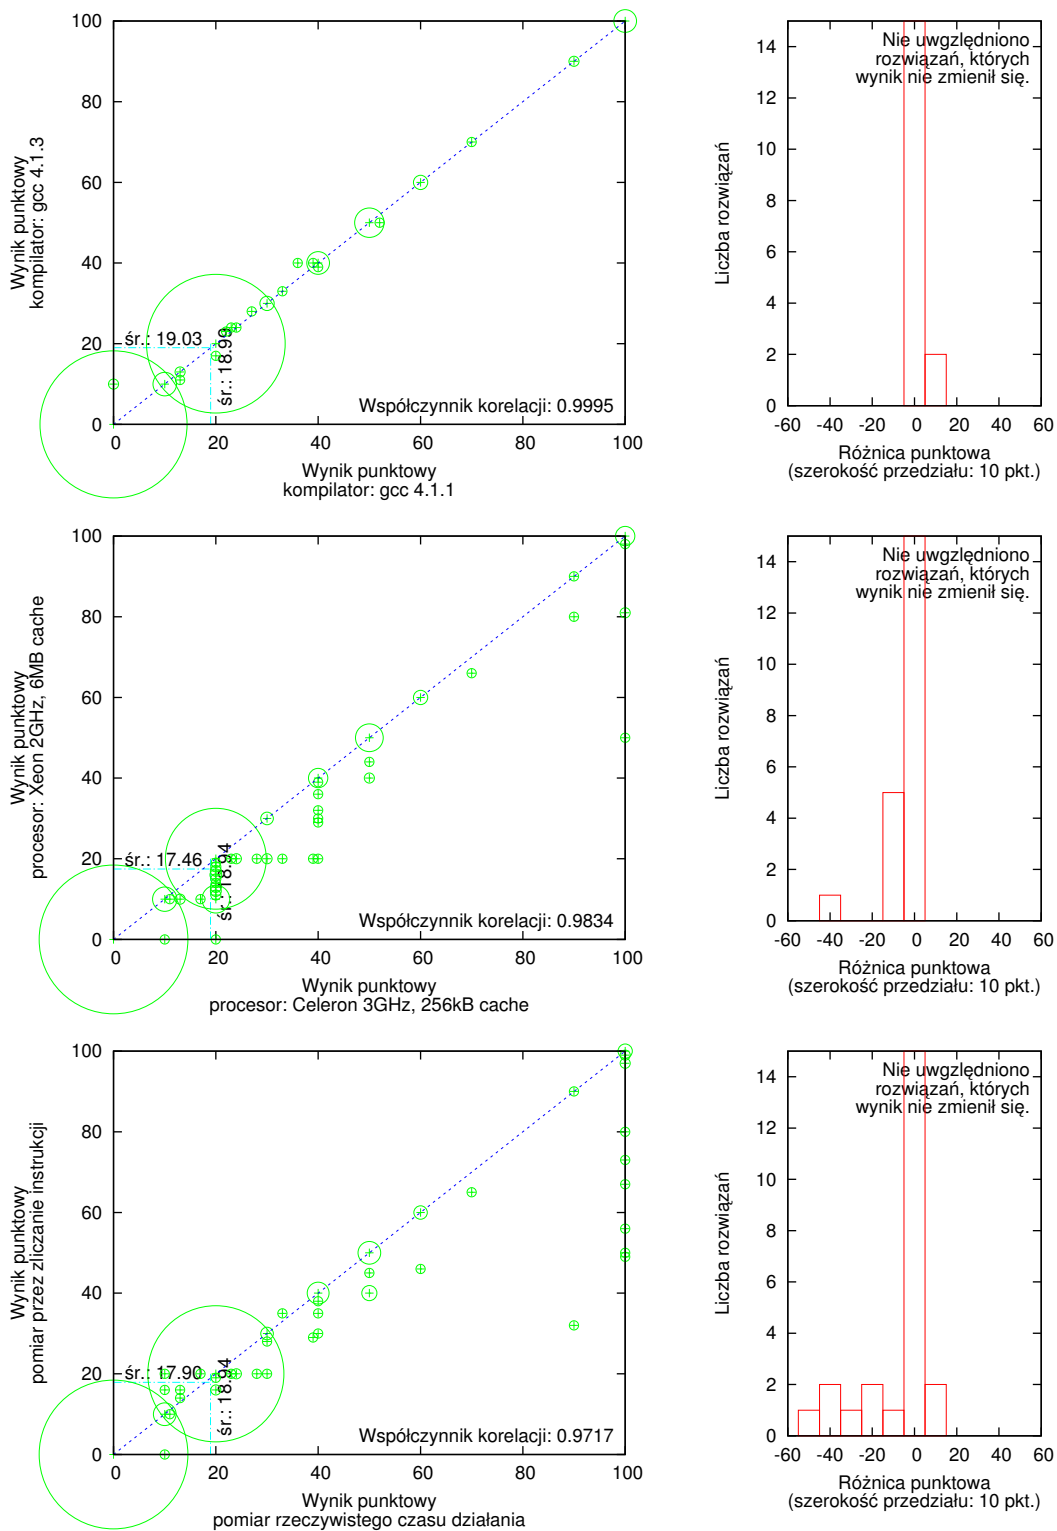 100
80
60
40
20
0
Wynik punktowy
kompilator: gcc 4.1.3
śr.: 19.03
śr.: 18.99
Współczynnik korelacji: 0.9995
0 20 40 60 80 100
Wynik punktowy
kompilator: gcc 4.1.1
14
12
10
8
6
4
2
0
Liczba rozwiązań
Nie uwzględniono
rozwiązań, których
wynik nie zmienił się.
-60 -40 -20 0 20 40 60
Różnica punktowa
(szerokość przedziału: 10 pkt.)
100
80
60
40
20
0
Wynik punktowy
procesor: Xeon 2GHz, 6MB cache
śr.: 17.46
śr.: 18.94
Współczynnik korelacji: 0.9834
0 20 40 60 80 100
Wynik punktowy
procesor: Celeron 3GHz, 256kB cache
14
12
10
8
6
4
2
0
Liczba rozwiązań
Nie uwzględniono
rozwiązań, których
wynik nie zmienił się.
-60 -40 -20 0 20 40 60
Różnica punktowa
(szerokość przedziału: 10 pkt.)
100
80
60
40
20
0
Wynik punktowy
pomiar przez zliczanie instrukcji
śr.: 17.90
śr.: 18.94
Współczynnik korelacji: 0.9717
0 20 40 60 80 100
Wynik punktowy
pomiar rzeczywistego czasu działania
14
12
10
8
6
4
2
0
Liczba rozwiązań
Nie uwzględniono
rozwiązań, których
wynik nie zmienił się.
-60 -40 -20 0 20 40 60
Różnica punktowa
(szerokość przedziału: 10 pkt.)